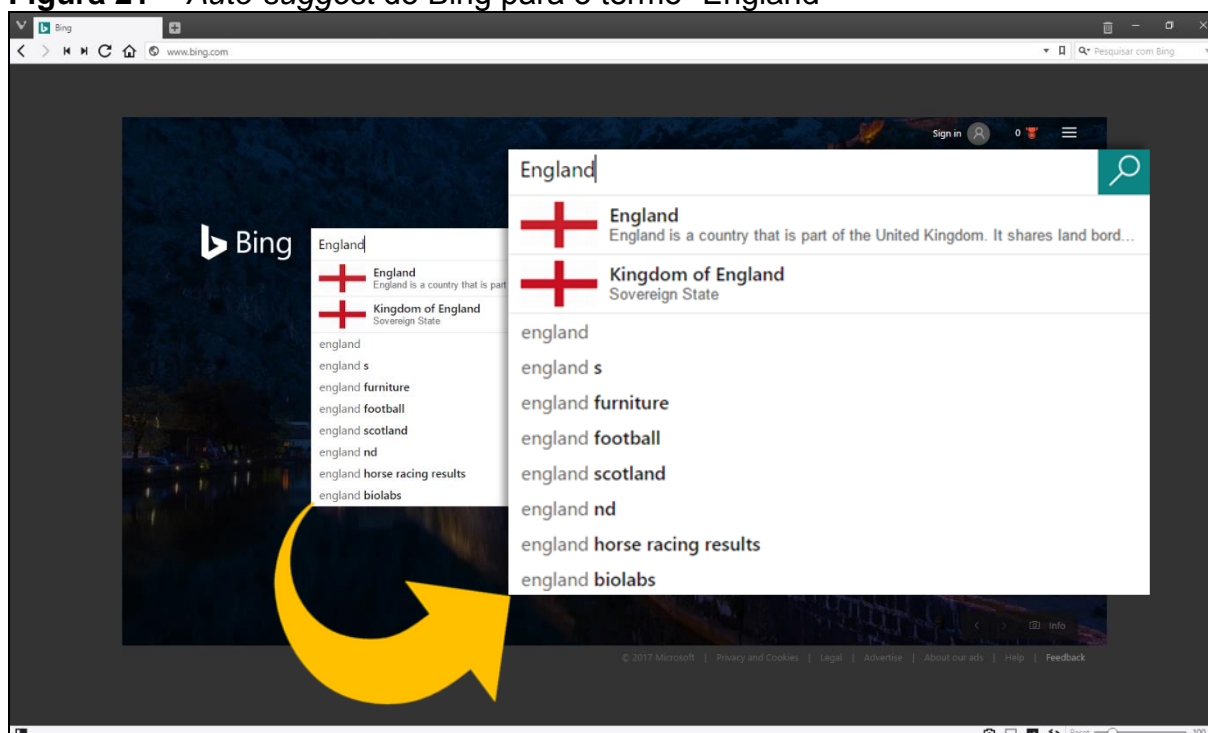 Figura 21 – Auto-suggest do Bing para o termo "England"
Bing
www.bing.com
Pesquisar com Bing
Sign in
0
Bing
England
England
England is a country that is part
Kingdom of England
Sovereign State
england
england s
england furniture
england football
england scotland
england nd
england horse racing results
england biolabs
England
England
England is a country that is part of the United Kingdom. It shares land bord...
Kingdom of England
Sovereign State
england
england s
england furniture
england football
england scotland
england nd
england horse racing results
england biolabs
Info
© 2017 Microsoft | Privacy and Cookies | Legal | Advertise | About our ads | Help | Feedback